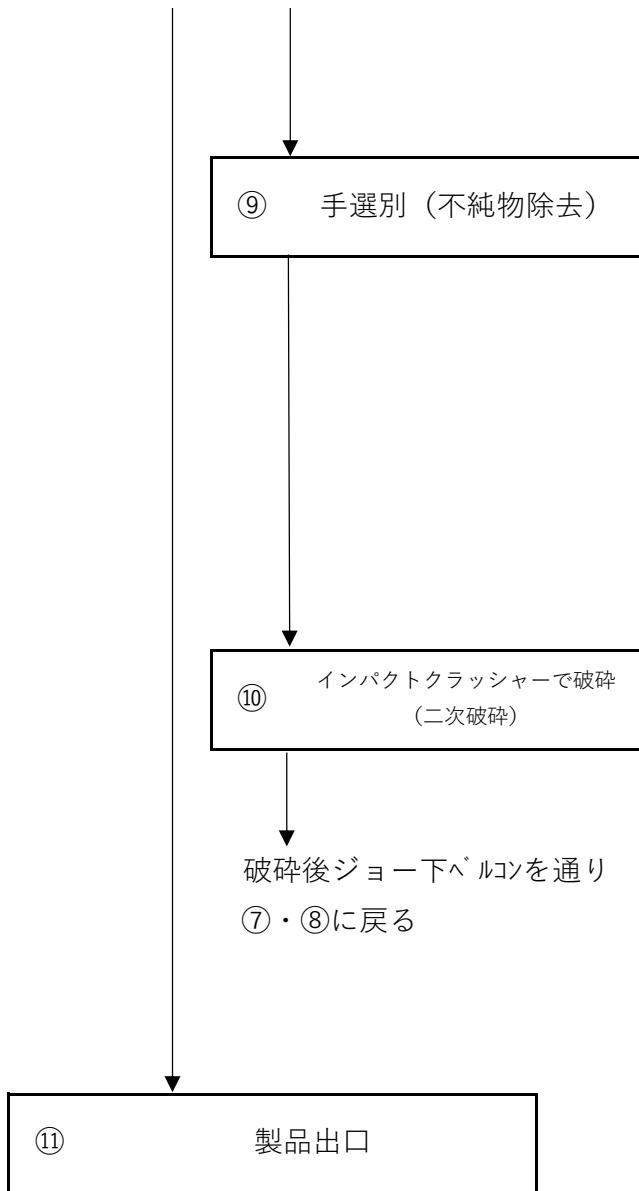 ⑨ 手選別（不純物除去）
⑩ インパクトクラッシャーで破砕
（二次破砕）
破砕後ジョー下ﾍﾞﾙｺﾝを通り
⑦・⑧に戻る
⑪ 製品出口